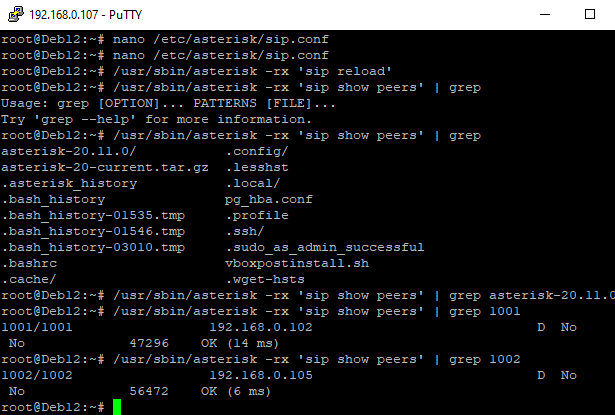 192.168.0.107 - PuTTY
root@Deb12:~# nano /etc/asterisk/sip.conf
root@Deb12:~# nano /etc/asterisk/sip.conf
root@Deb12:~# /usr/sbin/asterisk -rx 'sip reload'
root@Deb12:~# /usr/sbin/asterisk -rx 'sip show peers' | grep
Usage: grep [OPTION]... PATTERNS [FILE]...
Try 'grep --help' for more information.
root@Deb12:~# /usr/sbin/asterisk -rx 'sip show peers' | grep
asterisk-20.11.0/ .config/
asterisk-20-current.tar.gz .lesshst
.asterisk_history .local/
.bash_history pg_hba.conf
.bash_history-01535.tmp .profile
.bash_history-01546.tmp .ssh/
.bash_history-03010.tmp .sudo_as_admin_successful
.bashrc vboxpostinstall.sh
.cache/ .wget-hsts
root@Deb12:~# /usr/sbin/asterisk -rx 'sip show peers' | grep asterisk-20.11.0
root@Deb12:~# /usr/sbin/asterisk -rx 'sip show peers' | grep 1001
1001/1001 192.168.0.102 D No
No 47296 OK (14 ms)
root@Deb12:~# /usr/sbin/asterisk -rx 'sip show peers' | grep 1002
1002/1002 192.168.0.105 D No
No 56472 OK (6 ms)
root@Deb12:~#